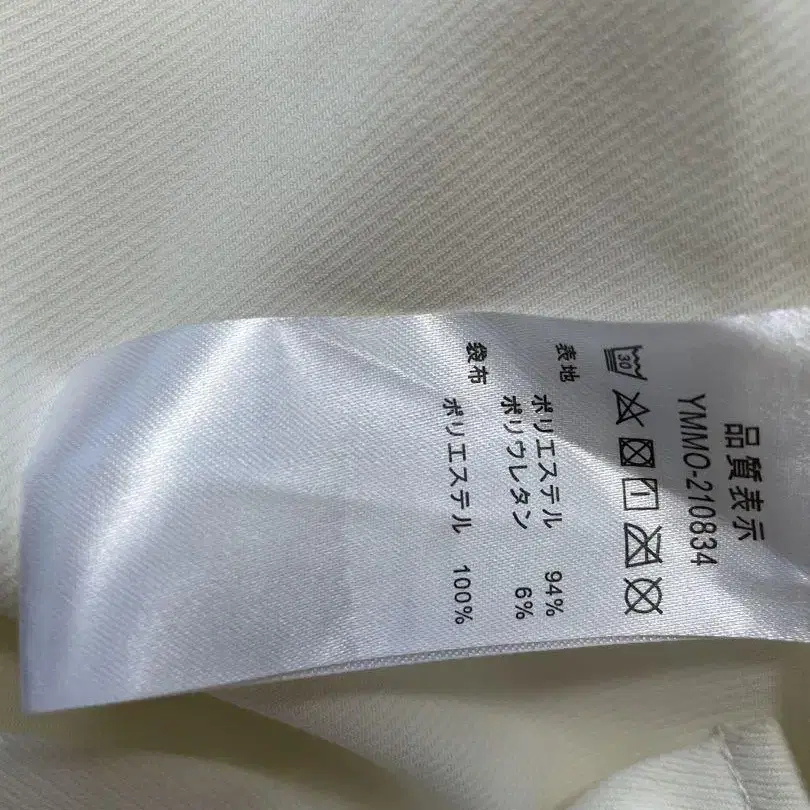 品質表示
YMMO-210834
30
表地 ポリエステル 94%
ポリウレタン 6%
袋布 ポリエステル 100%